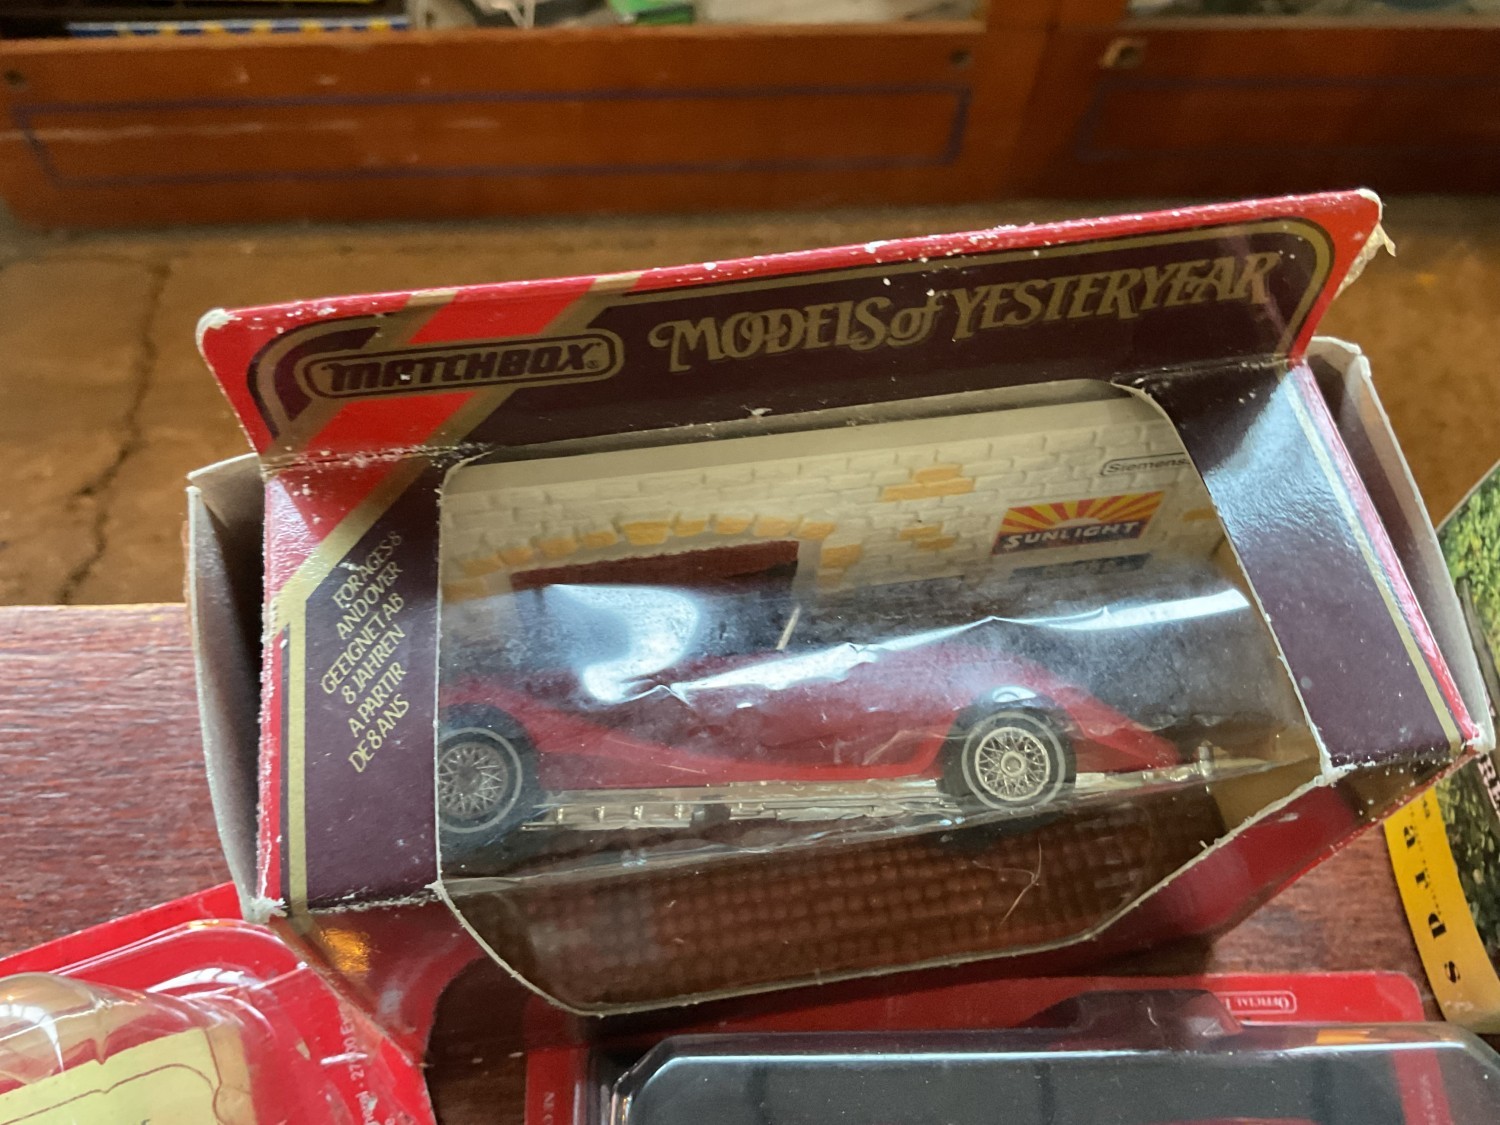 MATCHBOX®
MODELS of YESTERYEAR
Siemens
SUNLIGHT
FOR AGES 8
AND OVER
GEEIGNET AB
8 JAHREN
A PARTIR
DE 8 ANS
OFFICIAL